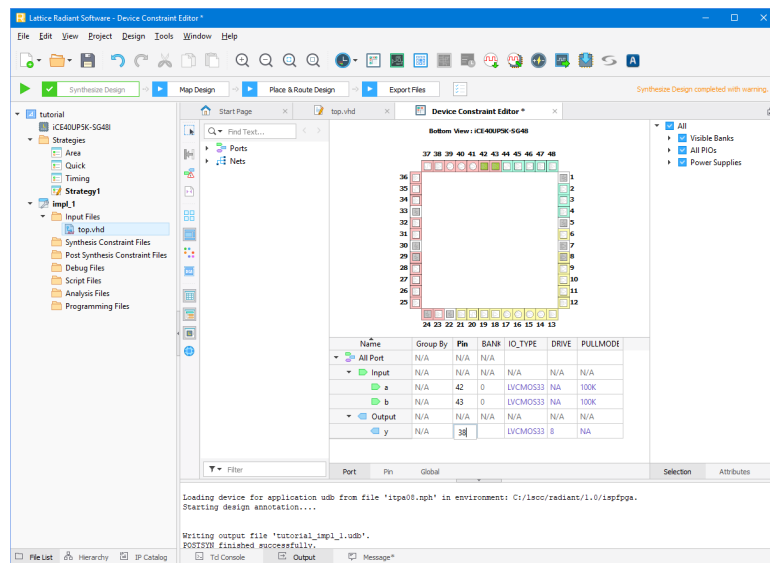 Lattice Radiant Software - Device Constraint Editor *
File Edit View Project Design Tools Window Help
Synthesize Design Map Design Place & Route Design Export Files Synthesize Design completed with warning.
Start Page top.vhd Device Constraint Editor *
tutorial
iCE40UP5K-SG48I
Strategies
Area
Quick
Timing
Strategy1
impl_1
Input Files
top.vhd
Synthesis Constraint Files
Post Synthesis Constraint Files
Debug Files
Script Files
Analysis Files
Programming Files
Find Text...
Ports
Nets
Filter
Bottom View : iCE40UP5K-SG48
37 38 39 40 41 42 43 44 45 46 47 48
36 1
35 2
34 3
33 4
32 5
31 6
30 7
29 8
28 9
27 10
26 11
25 12
24 23 22 21 20 19 18 17 16 15 14 13
All
Visible Banks
All PIOs
Power Supplies
Name Group By Pin BANK IO_TYPE DRIVE PULLMODE
All Port N/A N/A N/A
Input N/A N/A N/A N/A N/A N/A
a N/A 42 0 LVCMOS33 NA 100K
b N/A 43 0 LVCMOS33 NA 100K
Output N/A N/A N/A N/A N/A N/A
y N/A 38 LVCMOS33 8 NA
Port Pin Global
Selection Attributes
Loading device for application udb from file 'itpa08.nph' in environment: C:/lscc/radiant/1.0/ispfpga.
Starting design annotation....
Writing output file 'tutorial_impl_1.udb'.
POSTSYN finished successfully.
File List Hierarchy IP Catalog Tcl Console Output Message*